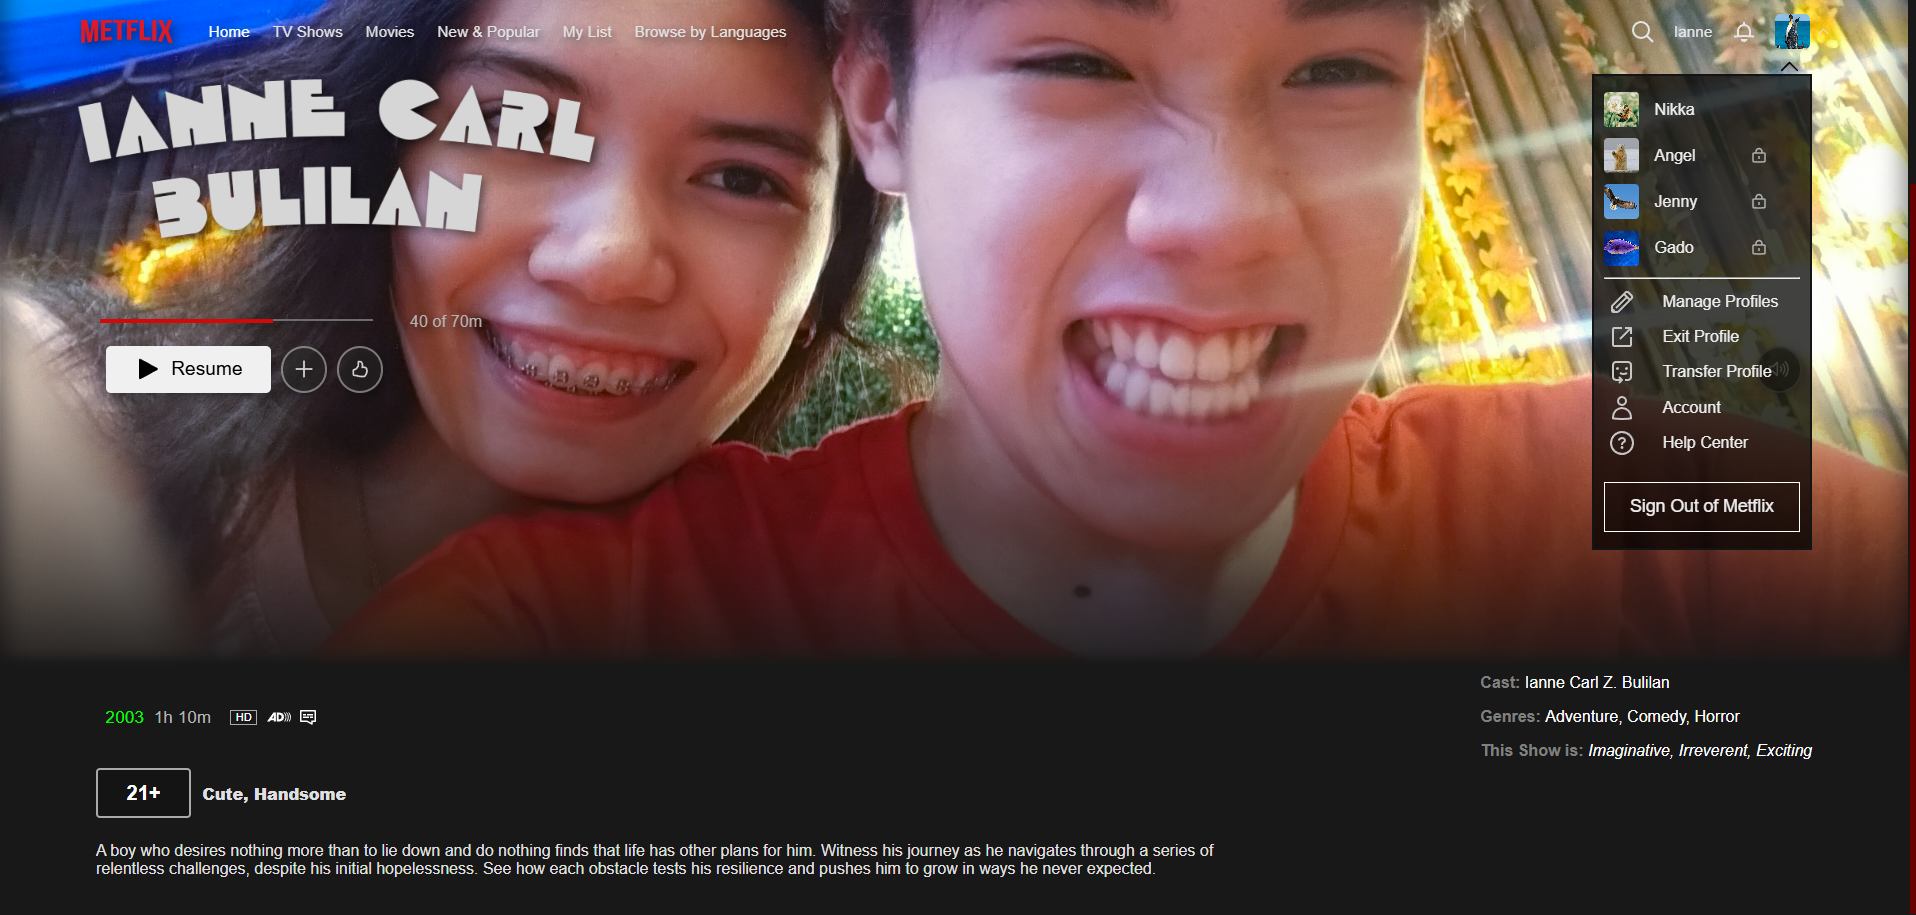 METFLIX Home TV Shows Movies New & Popular My List Browse by Languages Ianne
IANNE CARL
BULILAN
40 of 70m
Resume
Nikka
Angel
Jenny
Gado
Manage Profiles
Exit Profile
Transfer Profile
Account
? Help Center
Sign Out of Metflix
2003 1h 10m HD AD
21+ Cute, Handsome
A boy who desires nothing more than to lie down and do nothing finds that life has other plans for him. Witness his journey as he navigates through a series of
relentless challenges, despite his initial hopelessness. See how each obstacle tests his resilience and pushes him to grow in ways he never expected.
Cast: Ianne Carl Z. Bulilan
Genres: Adventure, Comedy, Horror
This Show is: Imaginative, Irreverent, Exciting